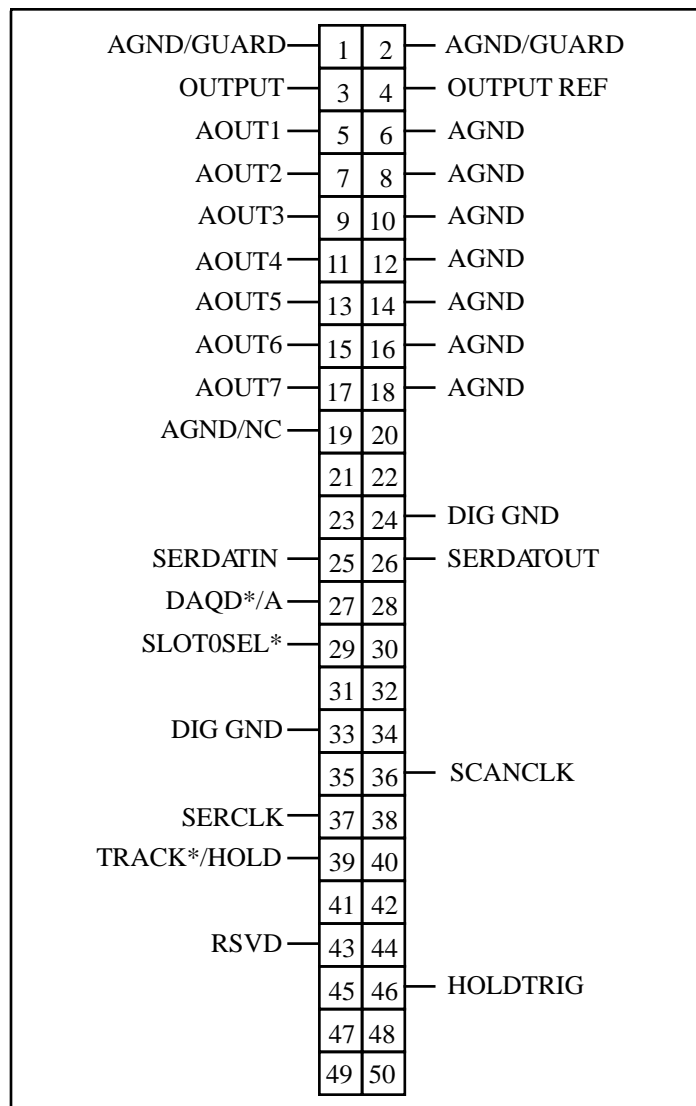 AGND/GUARD 1 2 AGND/GUARD
OUTPUT 3 4 OUTPUT REF
AOUT1 5 6 AGND
AOUT2 7 8 AGND
AOUT3 9 10 AGND
AOUT4 11 12 AGND
AOUT5 13 14 AGND
AOUT6 15 16 AGND
AOUT7 17 18 AGND
AGND/NC 19 20
21 22
23 24 DIG GND
SERDATIN 25 26 SERDATOUT
DAQD*/A 27 28
SLOT0SEL* 29 30
31 32
DIG GND 33 34
35 36 SCANCLK
SERCLK 37 38
TRACK*/HOLD 39 40
41 42
RSVD 43 44
45 46 HOLDTRIG
47 48
49 50